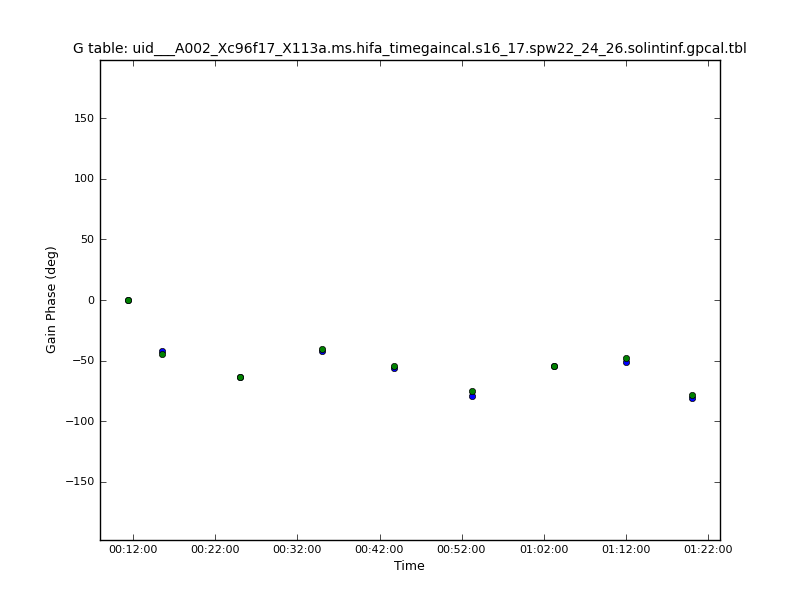 G table: uid___A002_Xc96f17_X113a.ms.hifa_timegaincal.s16_17.spw22_24_26.solintinf.gpcal.tbl
Gain Phase (deg)
150
100
50
0
−50
−100
−150
00:12:00 00:22:00 00:32:00 00:42:00 00:52:00 01:02:00 01:12:00 01:22:00
Time